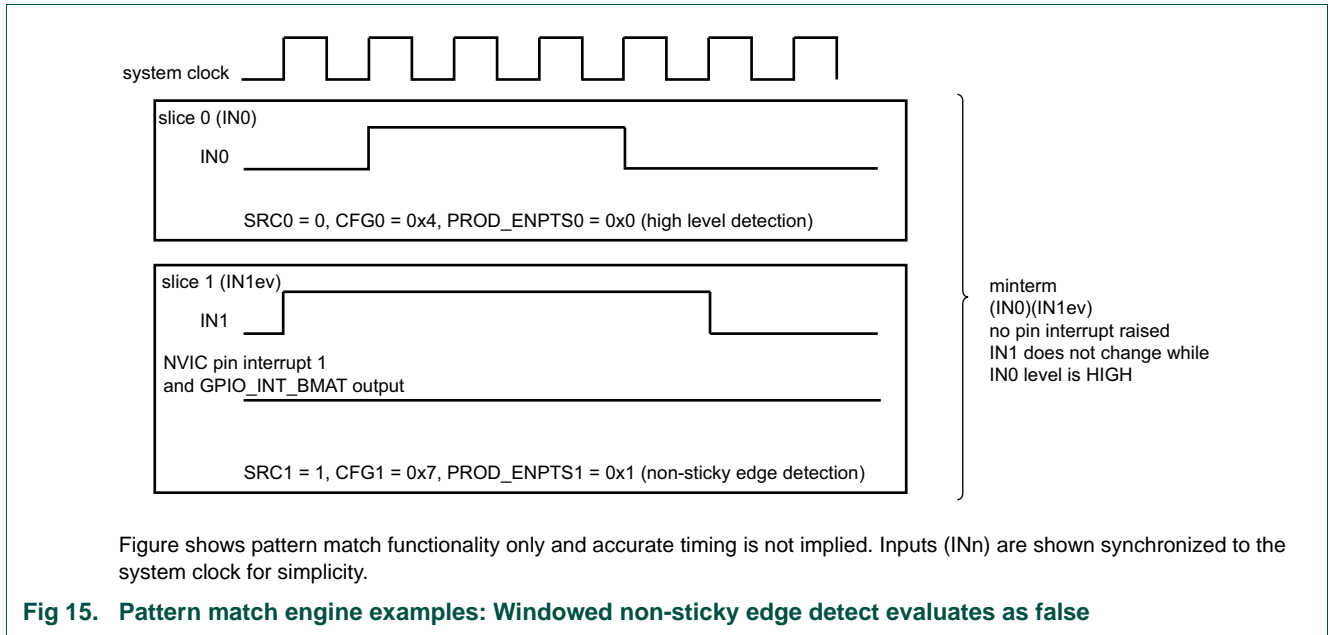 system clock
slice 0 (IN0)
IN0
SRC0 = 0, CFG0 = 0x4, PROD_ENPTS0 = 0x0 (high level detection)
slice 1 (IN1ev)
IN1
NVIC pin interrupt 1
and GPIO_INT_BMAT output
SRC1 = 1, CFG1 = 0x7, PROD_ENPTS1 = 0x1 (non-sticky edge detection)
minterm
(IN0)(IN1ev)
no pin interrupt raised
IN1 does not change while
IN0 level is HIGH
Figure shows pattern match functionality only and accurate timing is not implied. Inputs (INn) are shown synchronized to the
system clock for simplicity.
Fig 15. Pattern match engine examples: Windowed non-sticky edge detect evaluates as false